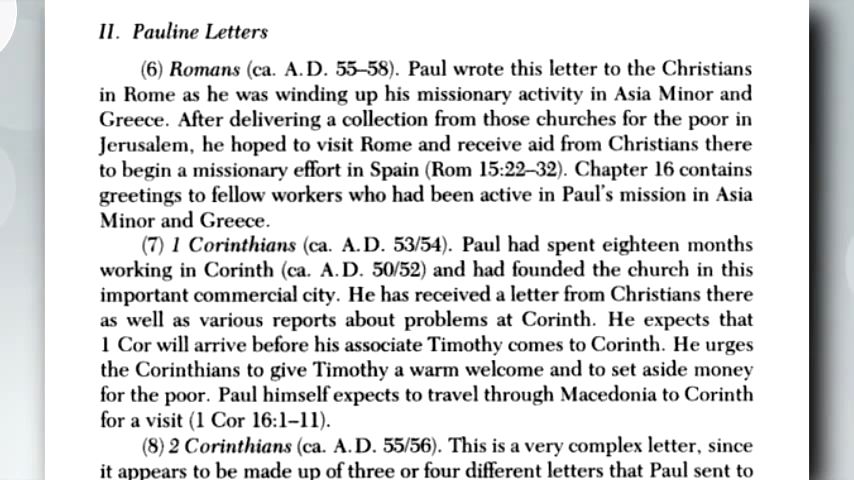 II. Pauline Letters
(6) Romans (ca. A.D. 55–58). Paul wrote this letter to the Christians
in Rome as he was winding up his missionary activity in Asia Minor and
Greece. After delivering a collection from those churches for the poor in
Jerusalem, he hoped to visit Rome and receive aid from Christians there
to begin a missionary effort in Spain (Rom 15:22–32). Chapter 16 contains
greetings to fellow workers who had been active in Paul's mission in Asia
Minor and Greece.
(7) 1 Corinthians (ca. A.D. 53/54). Paul had spent eighteen months
working in Corinth (ca. A.D. 50/52) and had founded the church in this
important commercial city. He has received a letter from Christians there
as well as various reports about problems at Corinth. He expects that
1 Cor will arrive before his associate Timothy comes to Corinth. He urges
the Corinthians to give Timothy a warm welcome and to set aside money
for the poor. Paul himself expects to travel through Macedonia to Corinth
for a visit (1 Cor 16:1–11).
(8) 2 Corinthians (ca. A.D. 55/56). This is a very complex letter, since
it appears to be made up of three or four different letters that Paul sent to